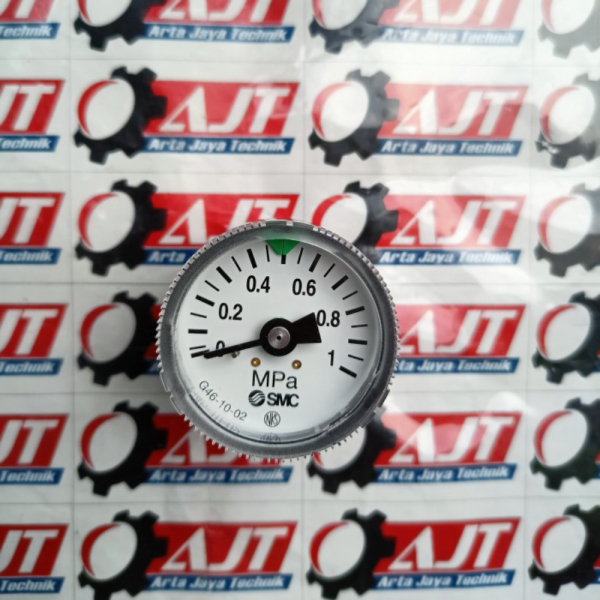 AJT
Arta Jaya Technik
0.4 0.6
0.2 0.8
0 1
MPa
SMC
G46-10-02
NKS